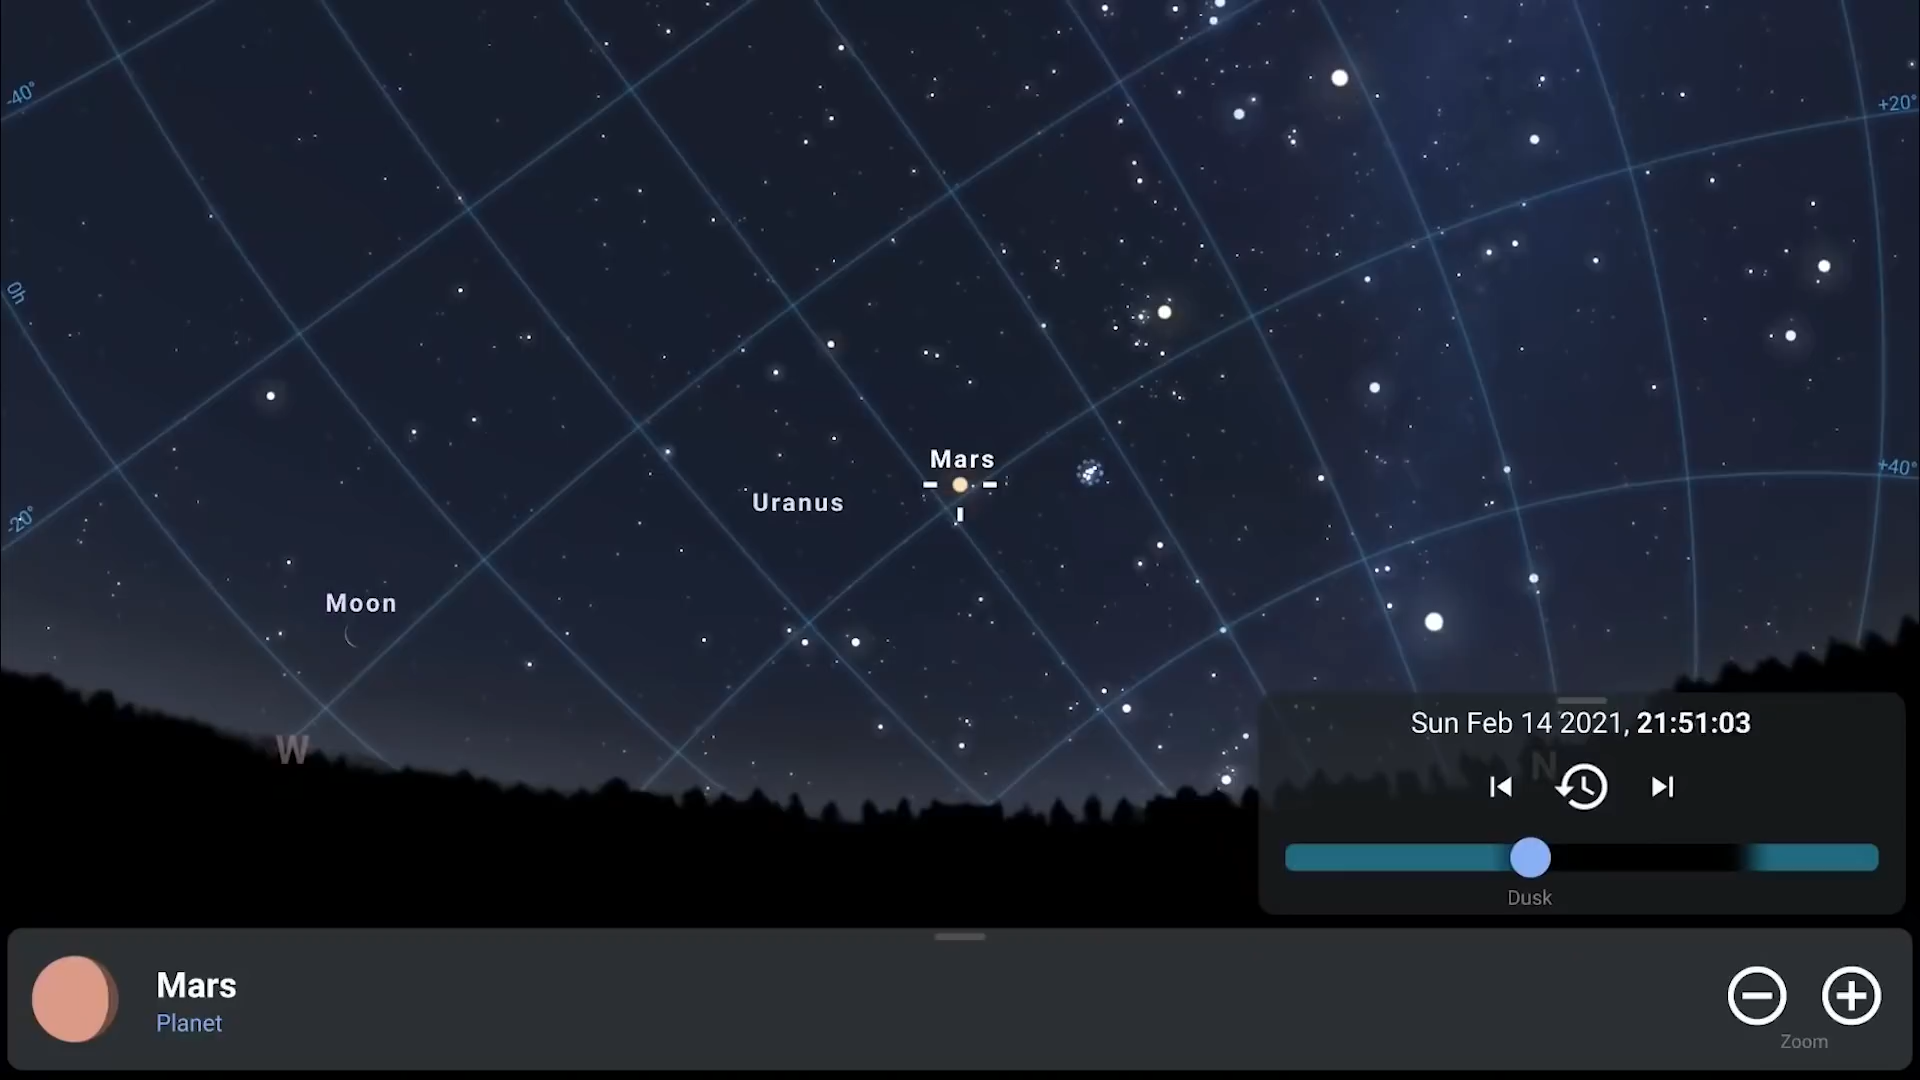 -40°
+20°
0h
Mars
+40°
Uranus
-20°
Moon
W
Sun Feb 14 2021, 21:51:03
N
Dusk
Mars
Planet
Zoom